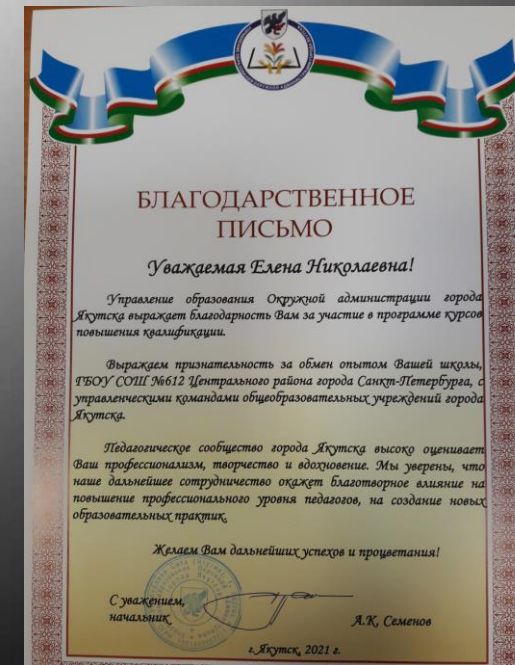 БЛАГОДАРСТВЕННОЕ
ПИСЬМО
Уважаемая Елена Николаевна!
Управление образования Окружной администрации города
Якутска выражает благодарность Вам за участие в программе курсов
повышения квалификации.
Выражаем признательность за обмен опытом Вашей школы,
ГБОУ СОШ №612 Центрального района города Санкт-Петербурга, с
управленческими командами общеобразовательных учреждений города
Якутска.
Педагогическое сообщество города Якутска высоко оценивает
Ваш профессионализм, творчество и вдохновение. Мы уверены, что
наше дальнейшее сотрудничество окажет благотворное влияние на
повышение профессионального уровня педагогов, на создание новых
образовательных практик.
Желаем Вам дальнейших успехов и процветания!
С уважением,
начальник
А.К. Семенов
г. Якутск, 2021 г.